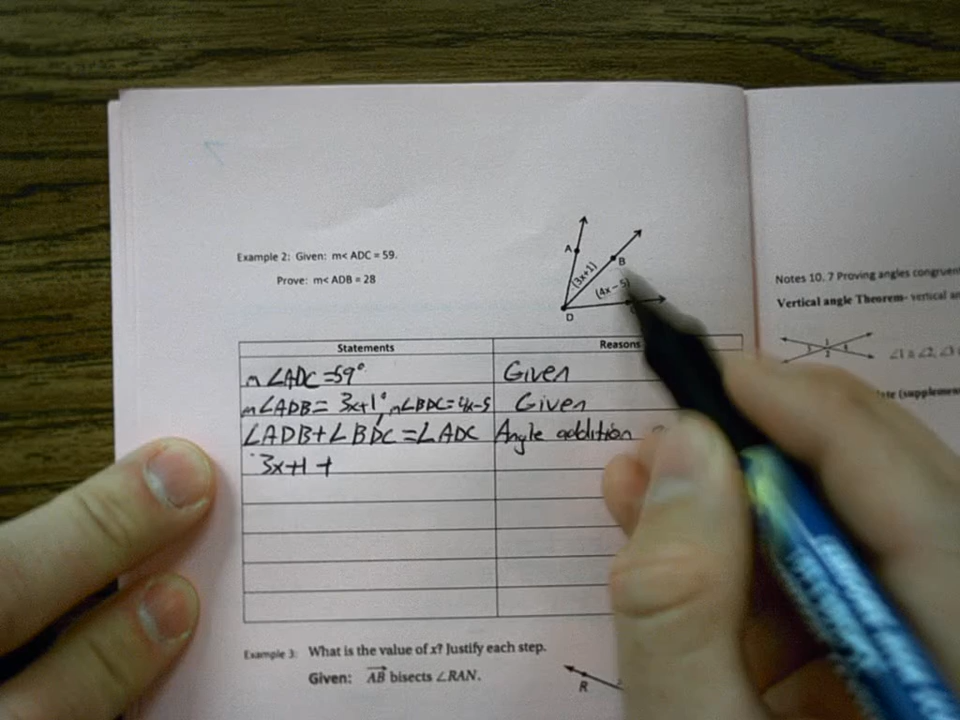 Example 2: Given: m< ADC = 59.
Prove: m< ADB = 28
A
B
(3x+1)
(4x – 5)
D
Statements
Reasons
m∠ADC=59°
Given
m∠ADB= 3x+1°, m∠BDC=4x-5
Given
∠ADB+∠BDC=∠ADC
Angle addition
3x+1 +
Example 3: What is the value of x? Justify each step.
Given: AB bisects ∠RAN.
R
Notes 10. 7 Proving angles congruent
Vertical angle Theorem- vertical
1
2